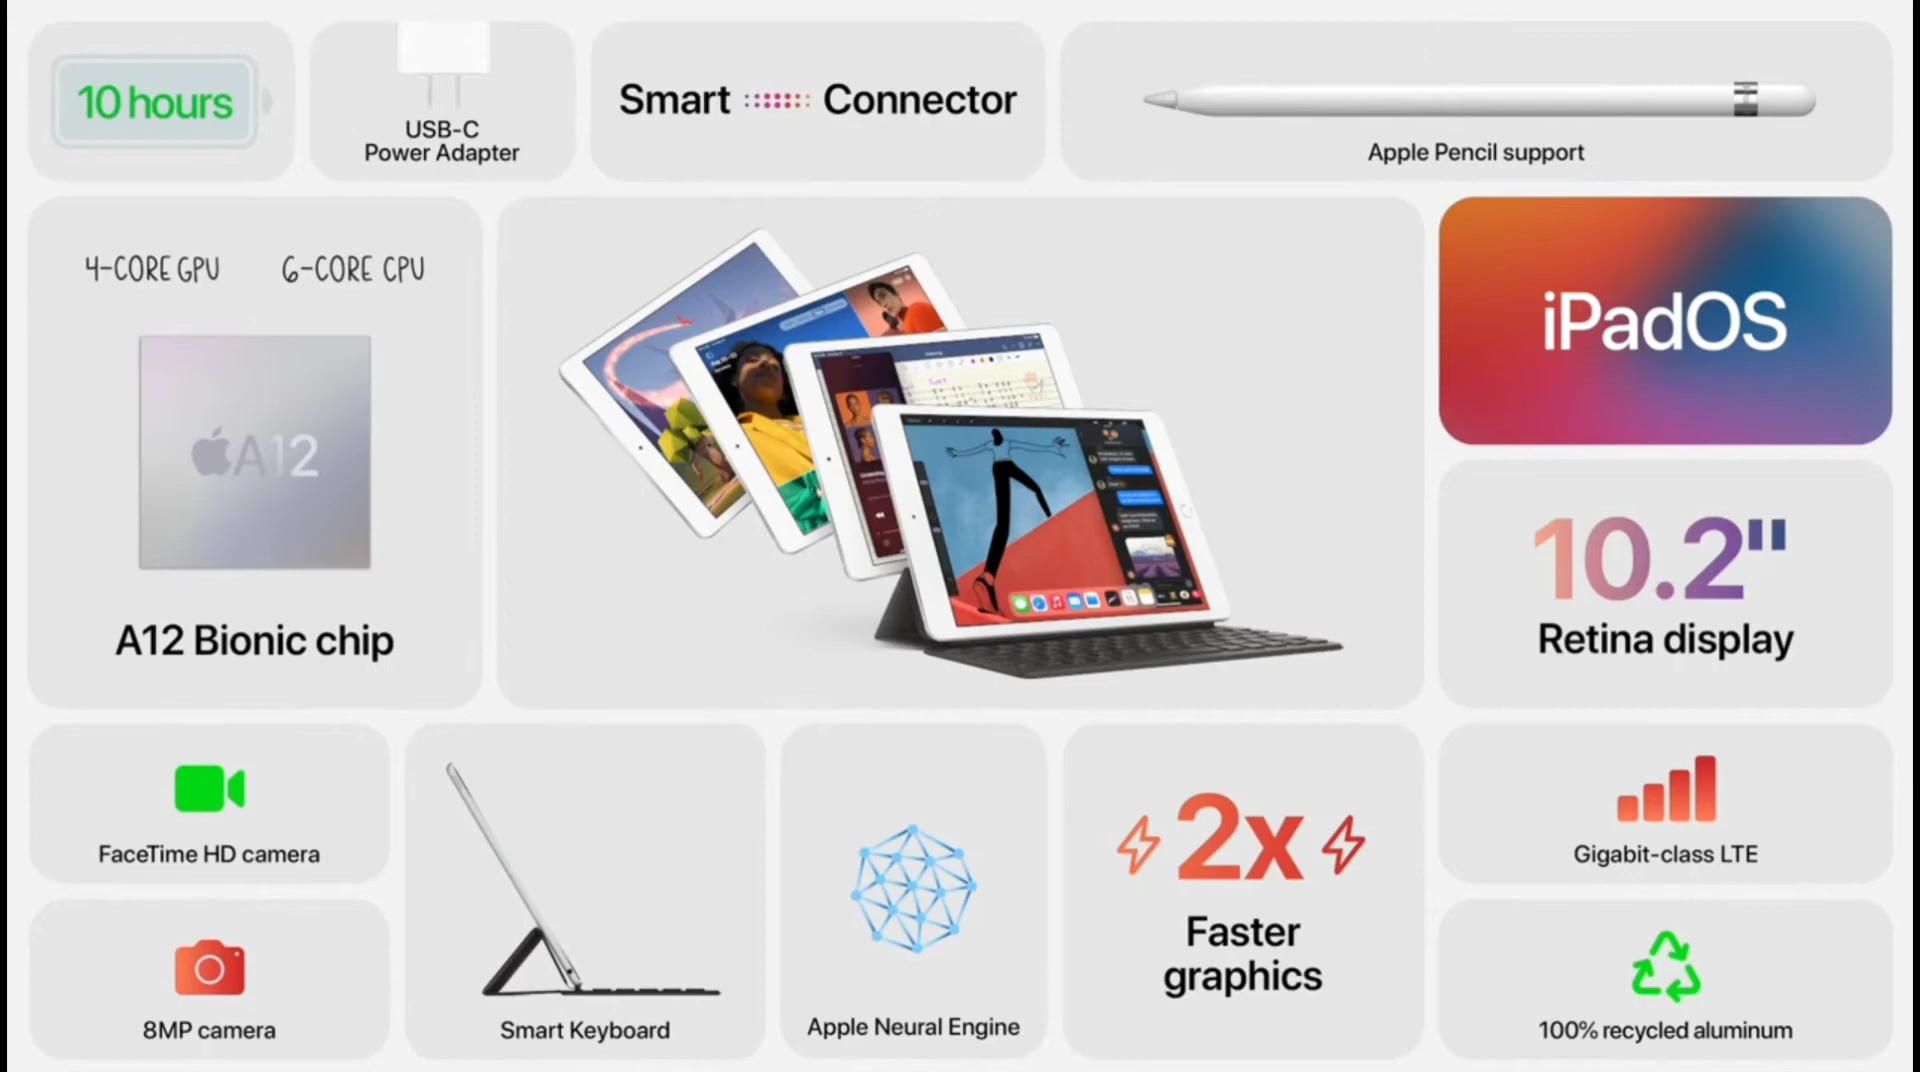 10 hours
USB-C
Power Adapter
Smart Connector
Apple Pencil support
4-CORE GPU 6-CORE CPU
A12
A12 Bionic chip
iPadOS
10.2"
Retina display
FaceTime HD camera
8MP camera
Smart Keyboard
Apple Neural Engine
2x
Faster
graphics
Gigabit-class LTE
100% recycled aluminum